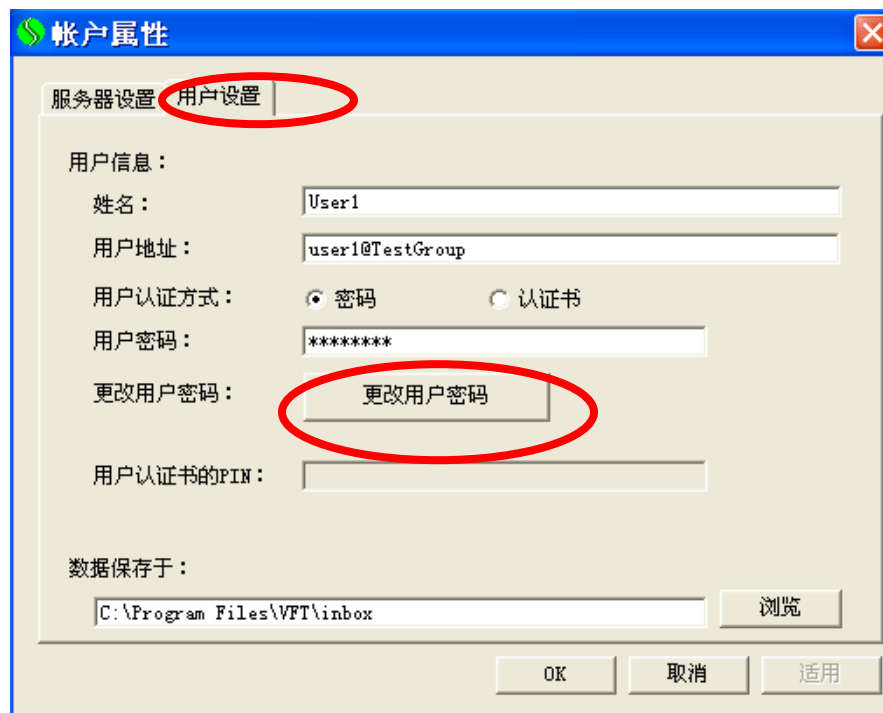 帐户属性
服务器设置 用户设置
用户信息：
姓名： User1
用户地址： user1@TestGroup
用户认证方式： 密码 认证书
用户密码： ********
更改用户密码： 更改用户密码
用户认证书的PIN：
数据保存于：
C:\Program Files\VFT\inbox 浏览
OK 取消 适用